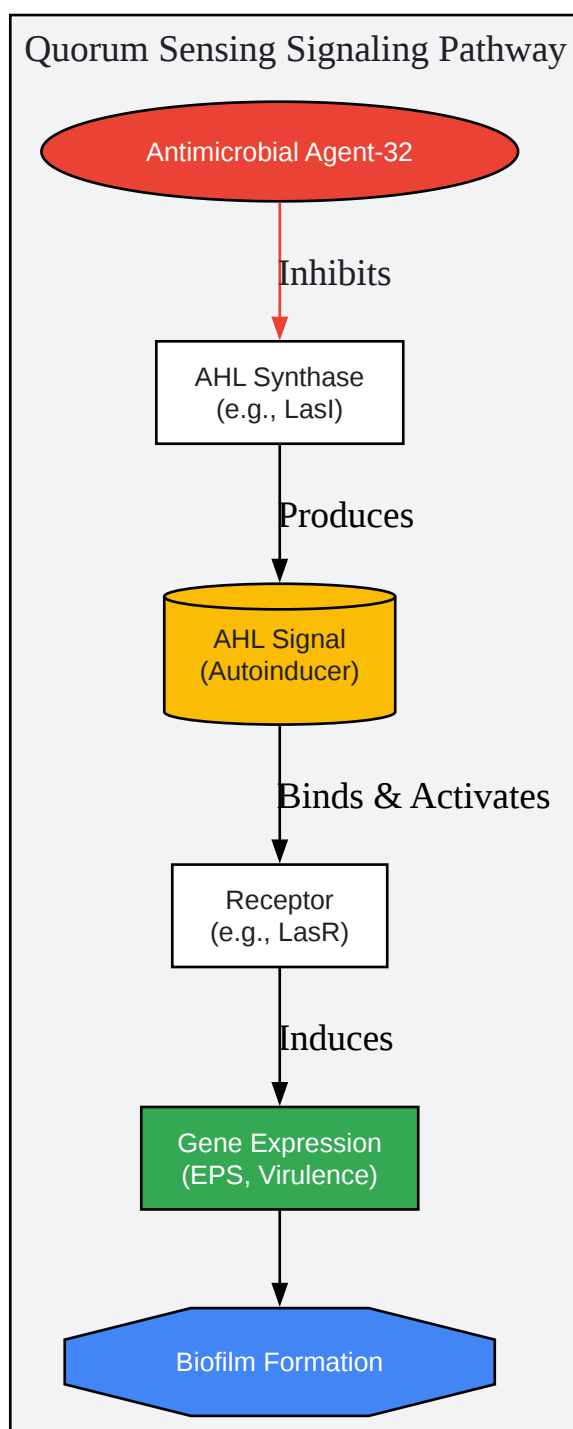 Quorum Sensing Signaling Pathway
Antimicrobial Agent-32
Inhibits
AHL Synthase
(e.g., LasI)
Produces
AHL Signal
(Autoinducer)
Binds & Activates
Receptor
(e.g., LasR)
Induces
Gene Expression
(EPS, Virulence)
Biofilm Formation